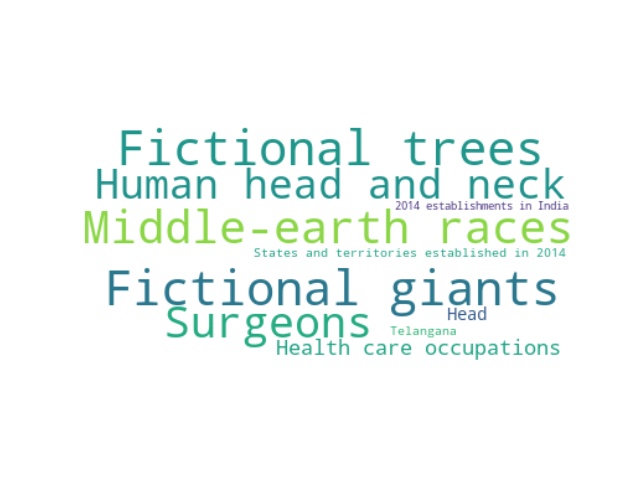 Fictional trees
Human head and neck
2014 establishments in India
Middle-earth races
States and territories established in 2014
Fictional giants
Surgeons
Head
Telangana
Health care occupations